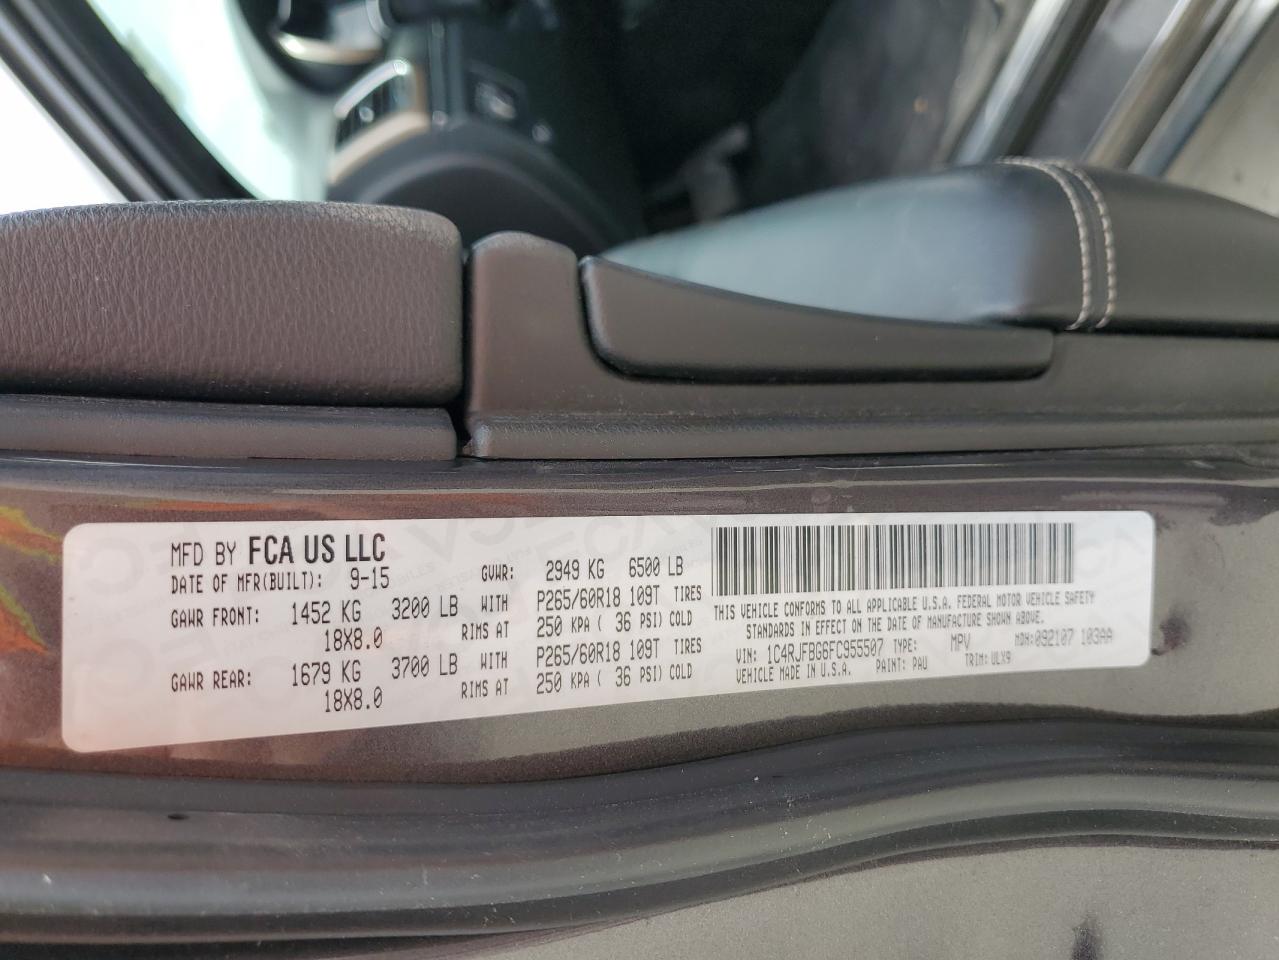 MFD BY FCA US LLC
DATE OF MFR(BUILT): 9-15 GVWR: 2949 KG 6500 LB
GAWR FRONT: 1452 KG 3200 LB WITH P265/60R18 109T TIRES
18X8.0 RIMS AT 250 KPA ( 36 PSI) COLD
GAWR REAR: 1679 KG 3700 LB WITH P265/60R18 109T TIRES
18X8.0 RIMS AT 250 KPA ( 36 PSI) COLD
THIS VEHICLE CONFORMS TO ALL APPLICABLE U.S.A. FEDERAL MOTOR VEHICLE SAFETY
STANDARDS IN EFFECT ON THE DATE OF MANUFACTURE SHOWN ABOVE.
VIN: 1C4RJFBG6FC955507 TYPE: MPV MDH:092107 103AA
VEHICLE MADE IN U.S.A. PAINT: PAU TRIM: ULX9